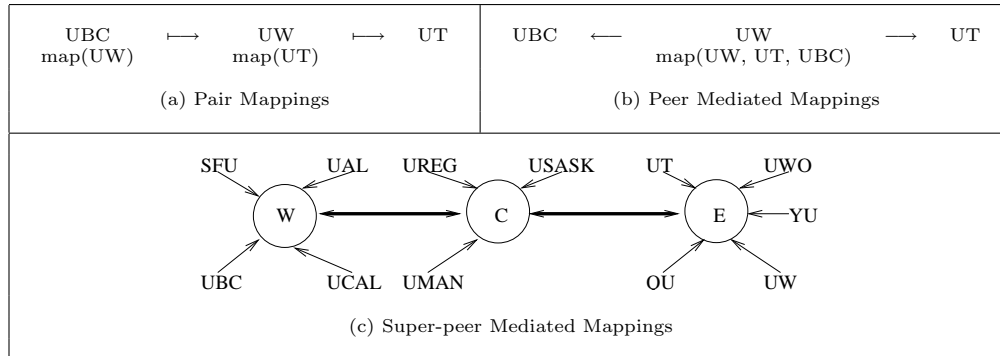 UBC ⟼ UW ⟼ UT
map(UW) map(UT)
(a) Pair Mappings
UBC ⟵ UW ⟶ UT
map(UW, UT, UBC)
(b) Peer Mediated Mappings
SFU UAL UREG USASK UT UWO
W C E YU
UBC UCAL UMAN OU UW
(c) Super-peer Mediated Mappings